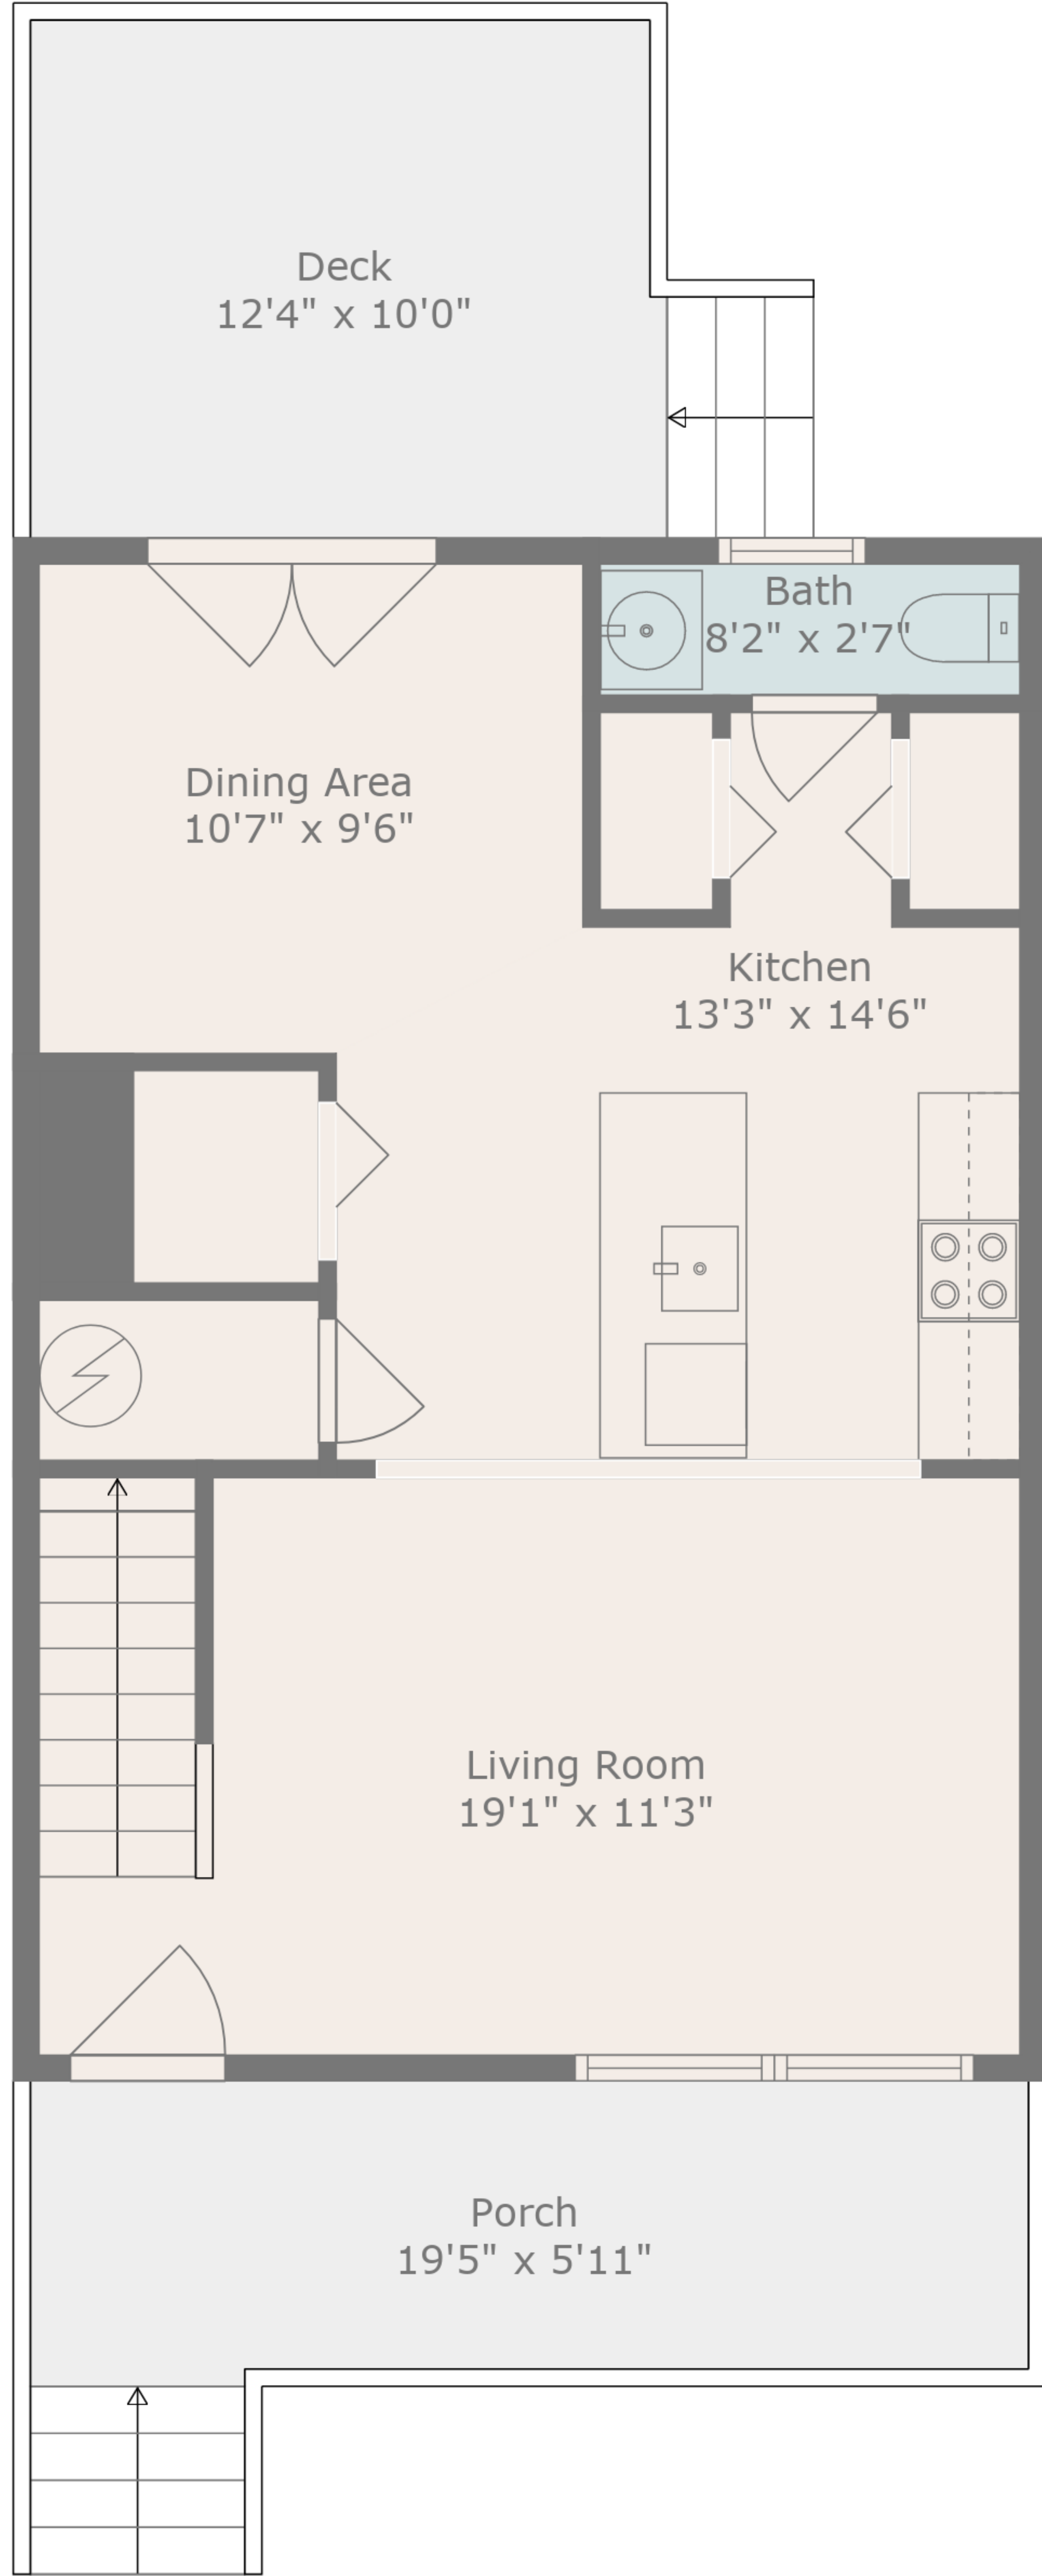 Deck
12'4" x 10'0"
Bath
8'2" x 2'7"
Dining Area
10'7" x 9'6"
Kitchen
13'3" x 14'6"
Living Room
19'1" x 11'3"
Porch
19'5" x 5'11"